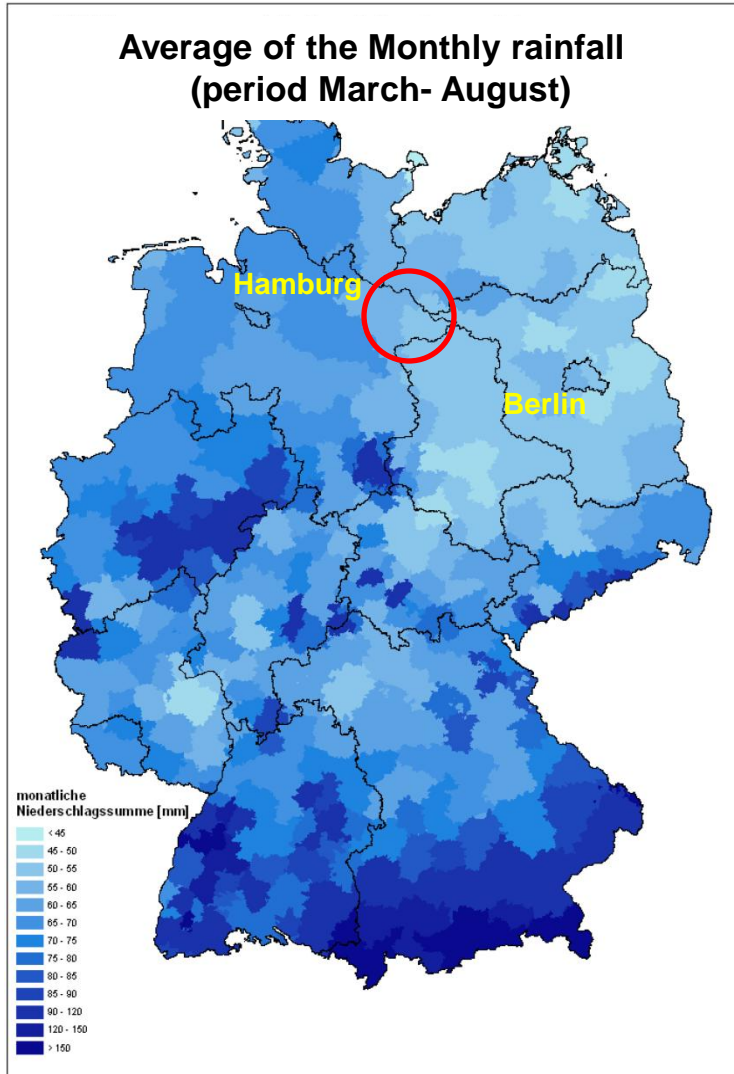 Average of the Monthly rainfall
(period March- August)
Hamburg
Berlin
monatliche
Niederschlagssumme [mm]
< 45
45 - 50
50 - 55
55 - 60
60 - 65
65 - 70
70 - 75
75 - 80
80 - 85
85 - 90
90 - 120
120 - 150
> 150